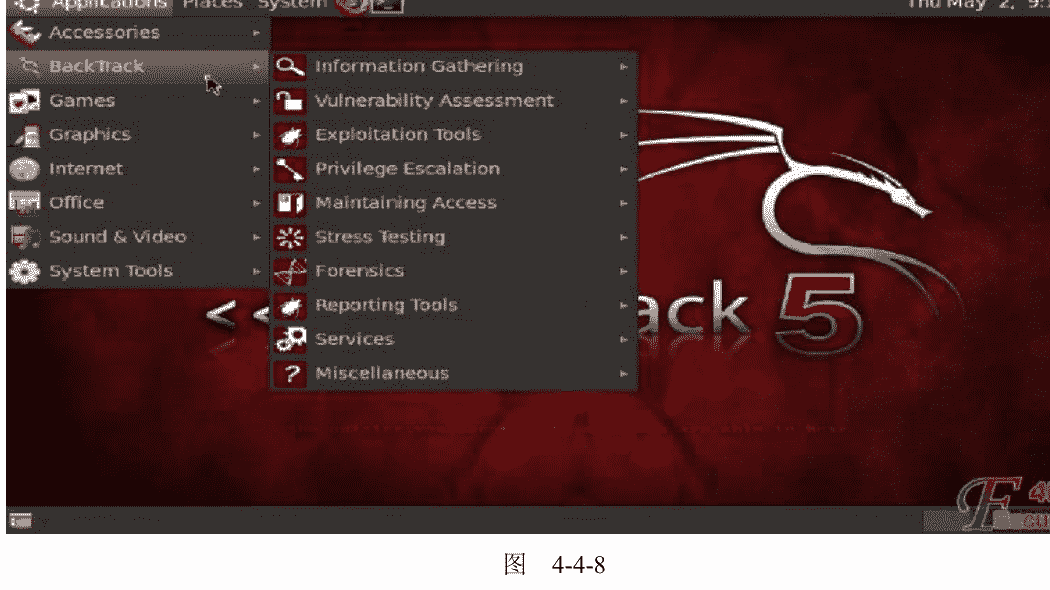 Applications Places System Thu May 2, 9:
Accessories
BackTrack
Games
Graphics
Internet
Office
Sound & Video
System Tools
Information Gathering
Vulnerability Assessment
Exploitation Tools
Privilege Escalation
Maintaining Access
Stress Testing
Forensics
Reporting Tools
Services
Miscellaneous
<< ack 5
图 4-4-8